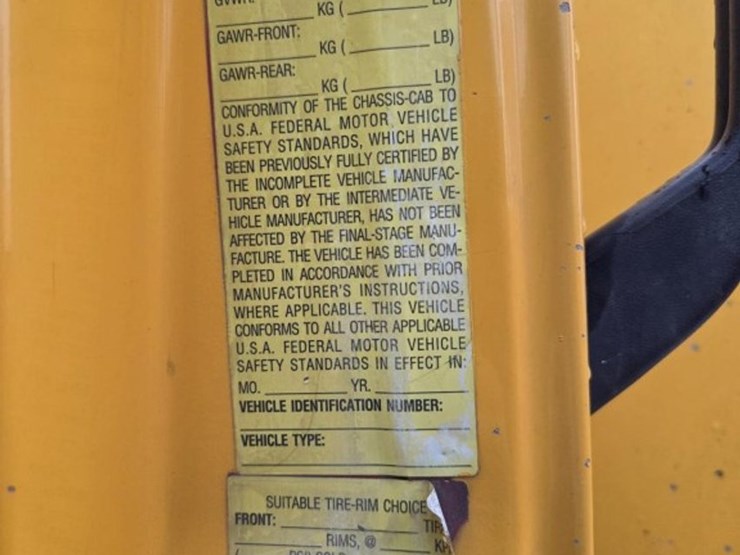 KG (
GAWR-FRONT:
KG ( LB)
GAWR-REAR:
KG ( LB)
CONFORMITY OF THE CHASSIS-CAB TO
U.S.A. FEDERAL MOTOR VEHICLE
SAFETY STANDARDS, WHICH HAVE
BEEN PREVIOUSLY FULLY CERTIFIED BY
THE INCOMPLETE VEHICLE MANUFAC-
TURER OR BY THE INTERMEDIATE VE-
HICLE MANUFACTURER, HAS NOT BEEN
AFFECTED BY THE FINAL-STAGE MANU-
FACTURE. THE VEHICLE HAS BEEN COM-
PLETED IN ACCORDANCE WITH PRIOR
MANUFACTURER'S INSTRUCTIONS,
WHERE APPLICABLE. THIS VEHICLE
CONFORMS TO ALL OTHER APPLICABLE
U.S.A. FEDERAL MOTOR VEHICLE
SAFETY STANDARDS IN EFFECT IN:
MO. YR.
VEHICLE IDENTIFICATION NUMBER:
VEHICLE TYPE:
SUITABLE TIRE-RIM CHOICE
FRONT:
RIMS, @